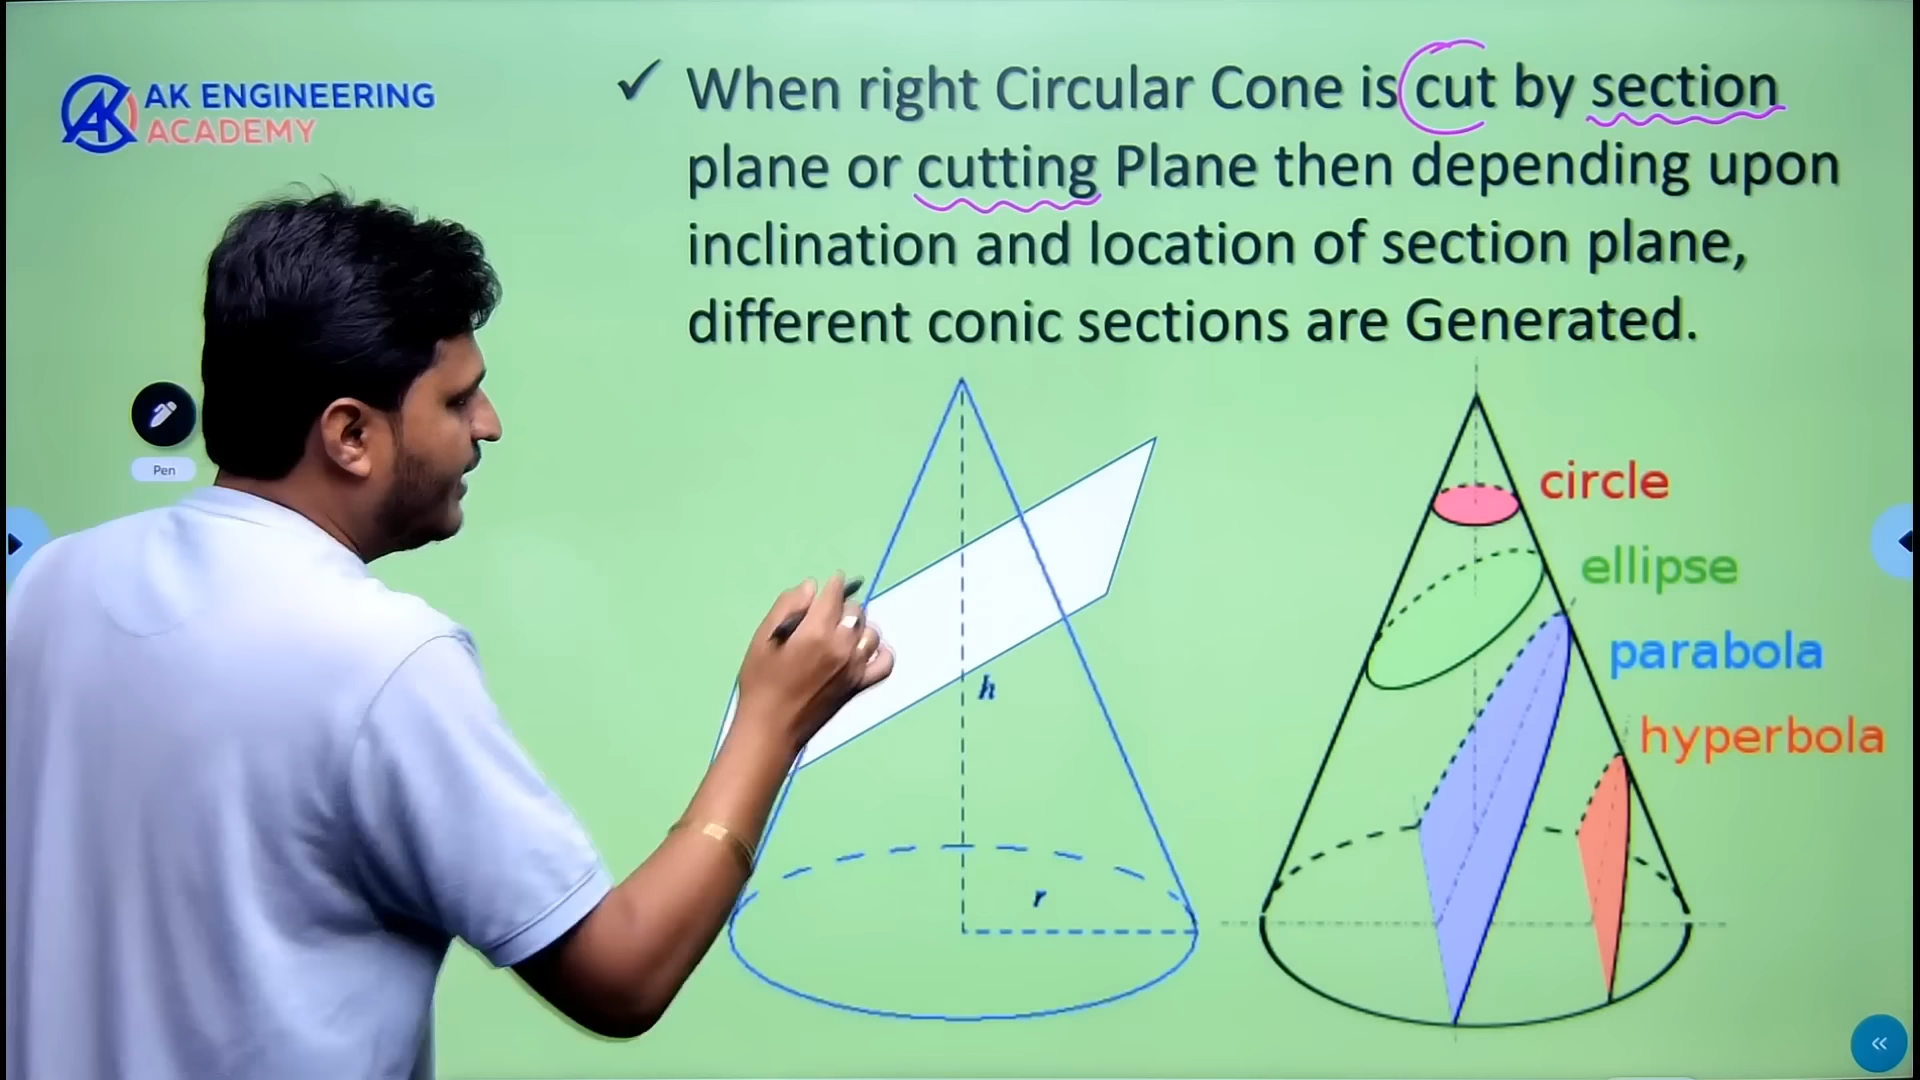 AK ENGINEERING
ACADEMY
✓ When right Circular Cone is cut by section
plane or cutting Plane then depending upon
inclination and location of section plane,
different conic sections are Generated.
Pen
circle
ellipse
parabola
hyperbola
h
r